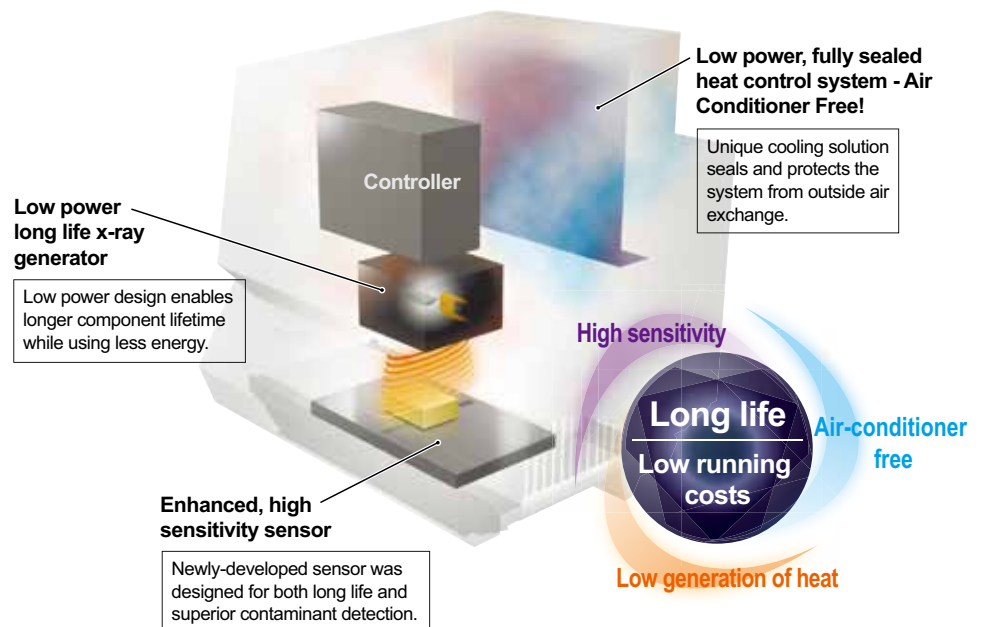 Low power, fully sealed
heat control system - Air
Conditioner Free!
Unique cooling solution
seals and protects the
system from outside air
exchange.
Controller
Low power
long life x-ray
generator
Low power design enables
longer component lifetime
while using less energy.
High sensitivity
Long life
Low running
costs
Air-conditioner
free
Low generation of heat
Enhanced, high
sensitivity sensor
Newly-developed sensor was
designed for both long life and
superior contaminant detection.